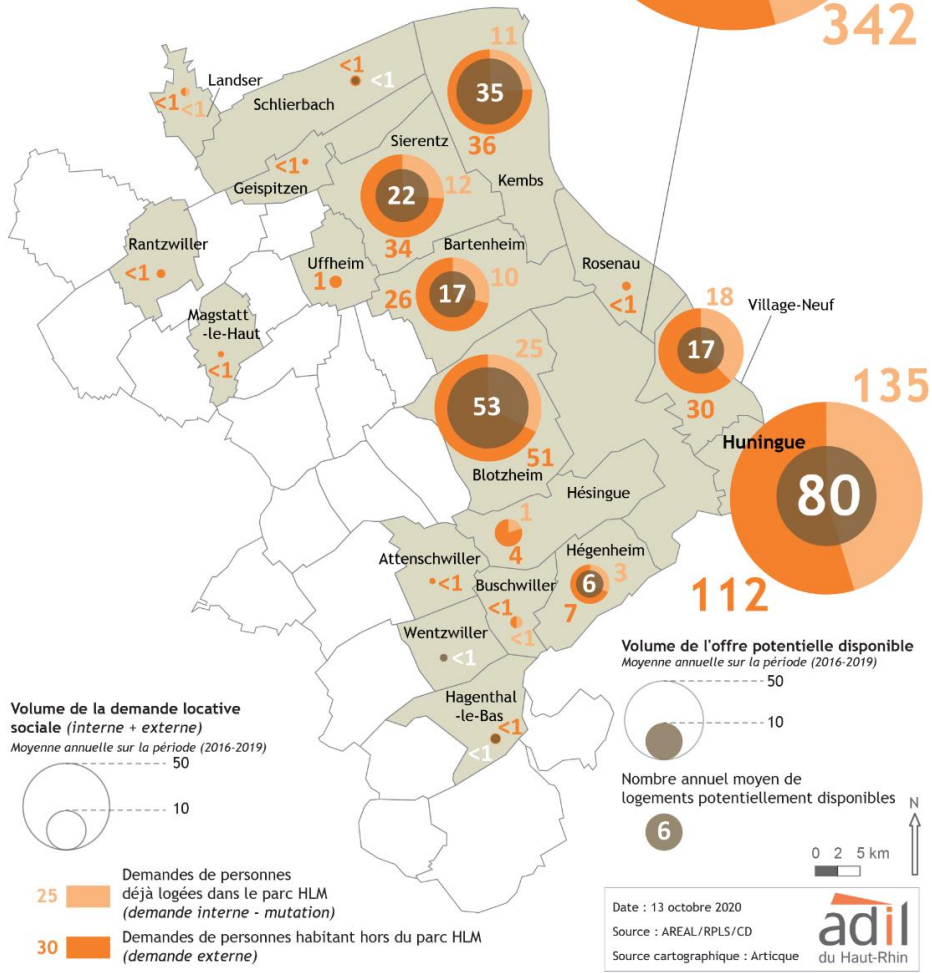 342
11
35
36
<1
<1
Landser
<1
<1
Schlierbach
Sierentz
<1
Geispitzen
22
12
34
Kembs
Rantzwiller
<1
Uffheim
1
Bartenheim
10
26
17
Rosenau
<1
18
Village-Neuf
17
30
Magstatt
-le-Haut
<1
25
53
51
Blotzheim
135
Huningue
80
112
Hésingue
1
4
Attenschwiller
<1
Buschwiller
<1
<1
Hégenheim
6
3
7
Wentzwiller
<1
Hagenthal
-le-Bas
<1
<1
Volume de la demande locative
sociale (interne + externe)
Moyenne annuelle sur la période (2016-2019)
50
10
25
Demandes de personnes
déjà logées dans le parc HLM
(demande interne - mutation)
30
Demandes de personnes habitant hors du parc HLM
(demande externe)
Volume de l'offre potentielle disponible
Moyenne annuelle sur la période (2016-2019)
50
10
Nombre annuel moyen de
logements potentiellement disponibles
6
N
0 2 5 km
Date : 13 octobre 2020
Source : AREAL/RPLS/CD
Source cartographique : Articque
adil
du Haut-Rhin